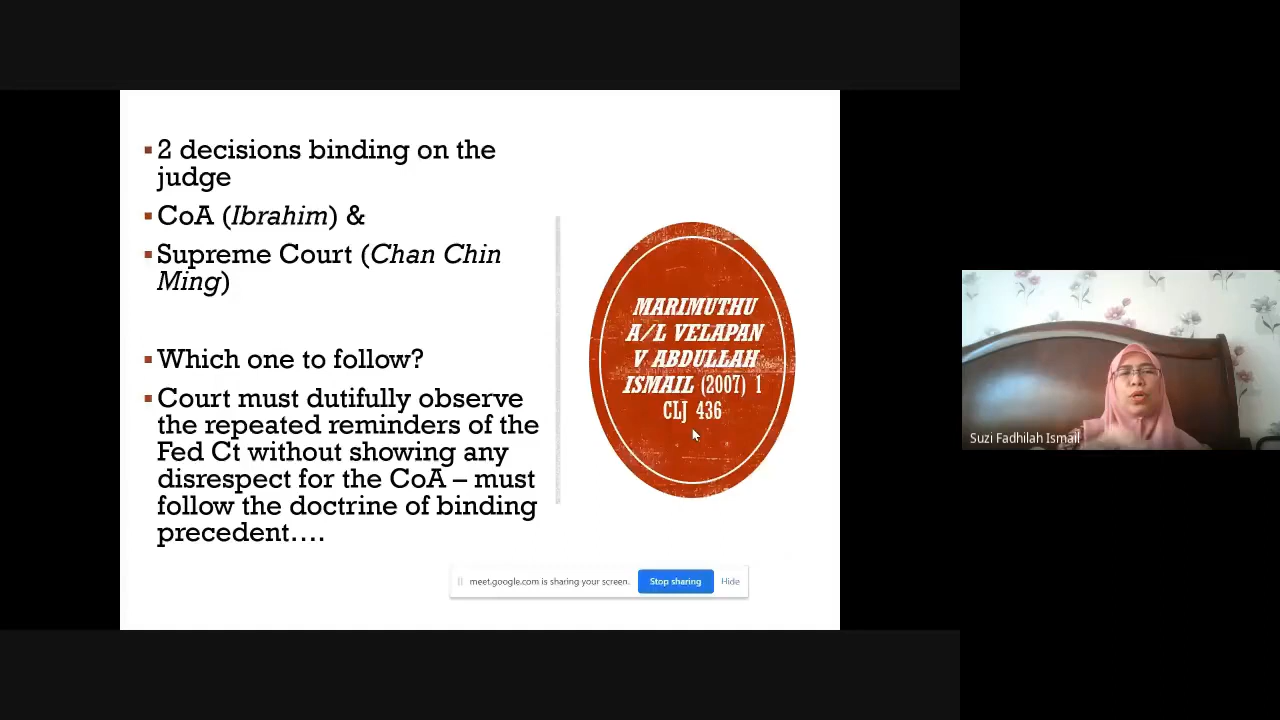 ▪2 decisions binding on the
judge
▪CoA (Ibrahim) &
▪Supreme Court (Chan Chin
Ming)
▪Which one to follow?
▪Court must dutifully observe
the repeated reminders of the
Fed Ct without showing any
disrespect for the CoA – must
follow the doctrine of binding
precedent….
MARIMUTHU
A/L VELAPAN
V ABDULLAH
ISMAIL (2007) 1
CLJ 436
meet.google.com is sharing your screen.
Stop sharing
Hide
Suzi Fadhilah Ismail